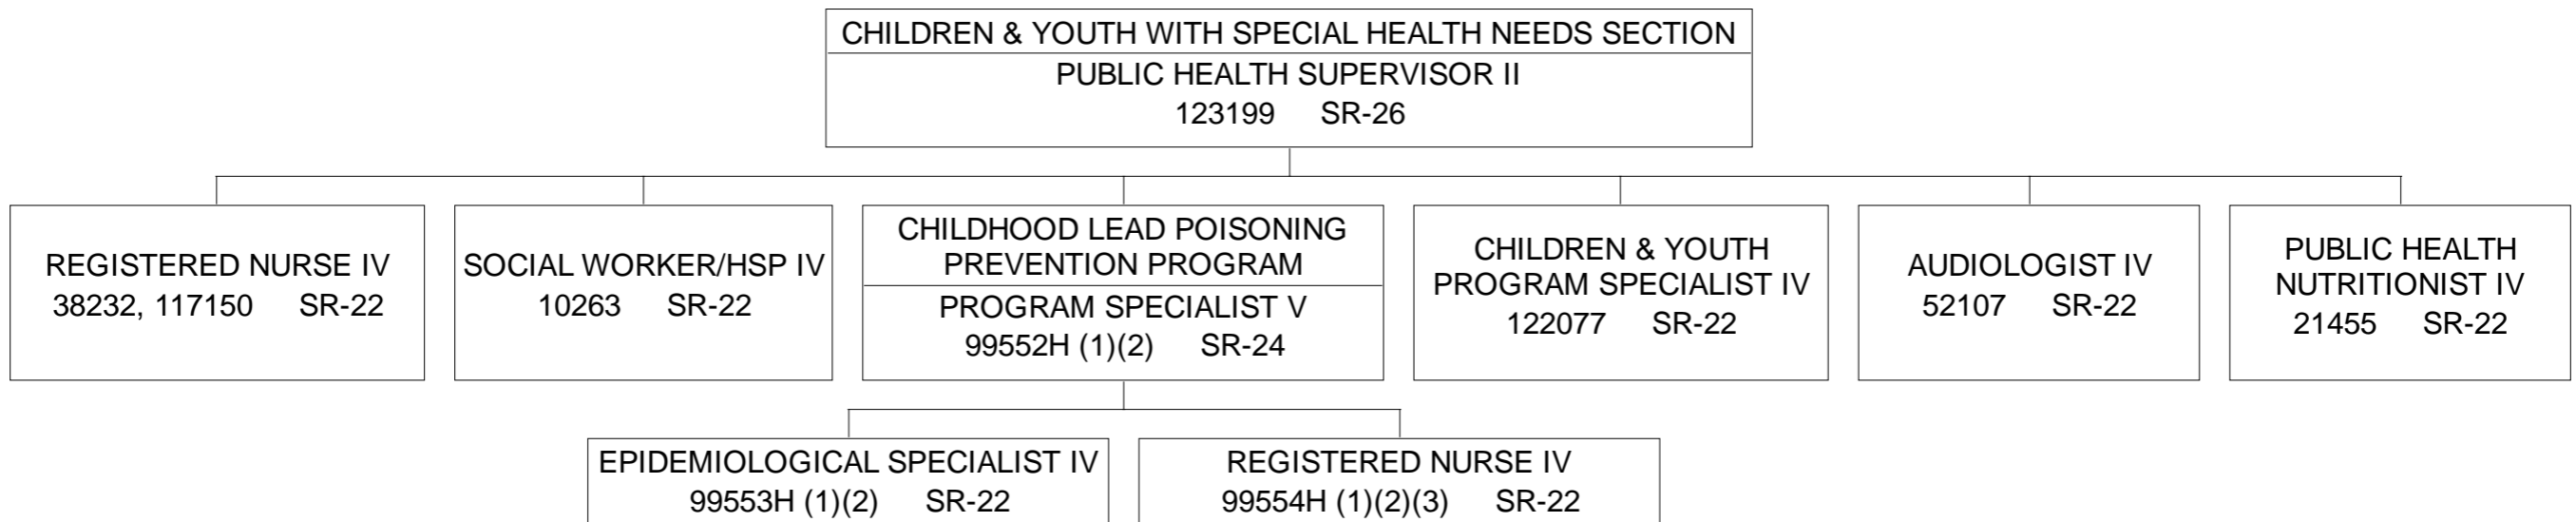 CHILDREN & YOUTH WITH SPECIAL HEALTH NEEDS SECTION
PUBLIC HEALTH SUPERVISOR II
123199 SR-26
REGISTERED NURSE IV
38232, 117150 SR-22
SOCIAL WORKER/HSP IV
10263 SR-22
CHILDHOOD LEAD POISONING
PREVENTION PROGRAM
PROGRAM SPECIALIST V
99552H (1)(2) SR-24
CHILDREN & YOUTH
PROGRAM SPECIALIST IV
122077 SR-22
AUDIOLOGIST IV
52107 SR-22
PUBLIC HEALTH
NUTRITIONIST IV
21455 SR-22
EPIDEMIOLOGICAL SPECIALIST IV
99553H (1)(2) SR-22
REGISTERED NURSE IV
99554H (1)(2)(3) SR-22